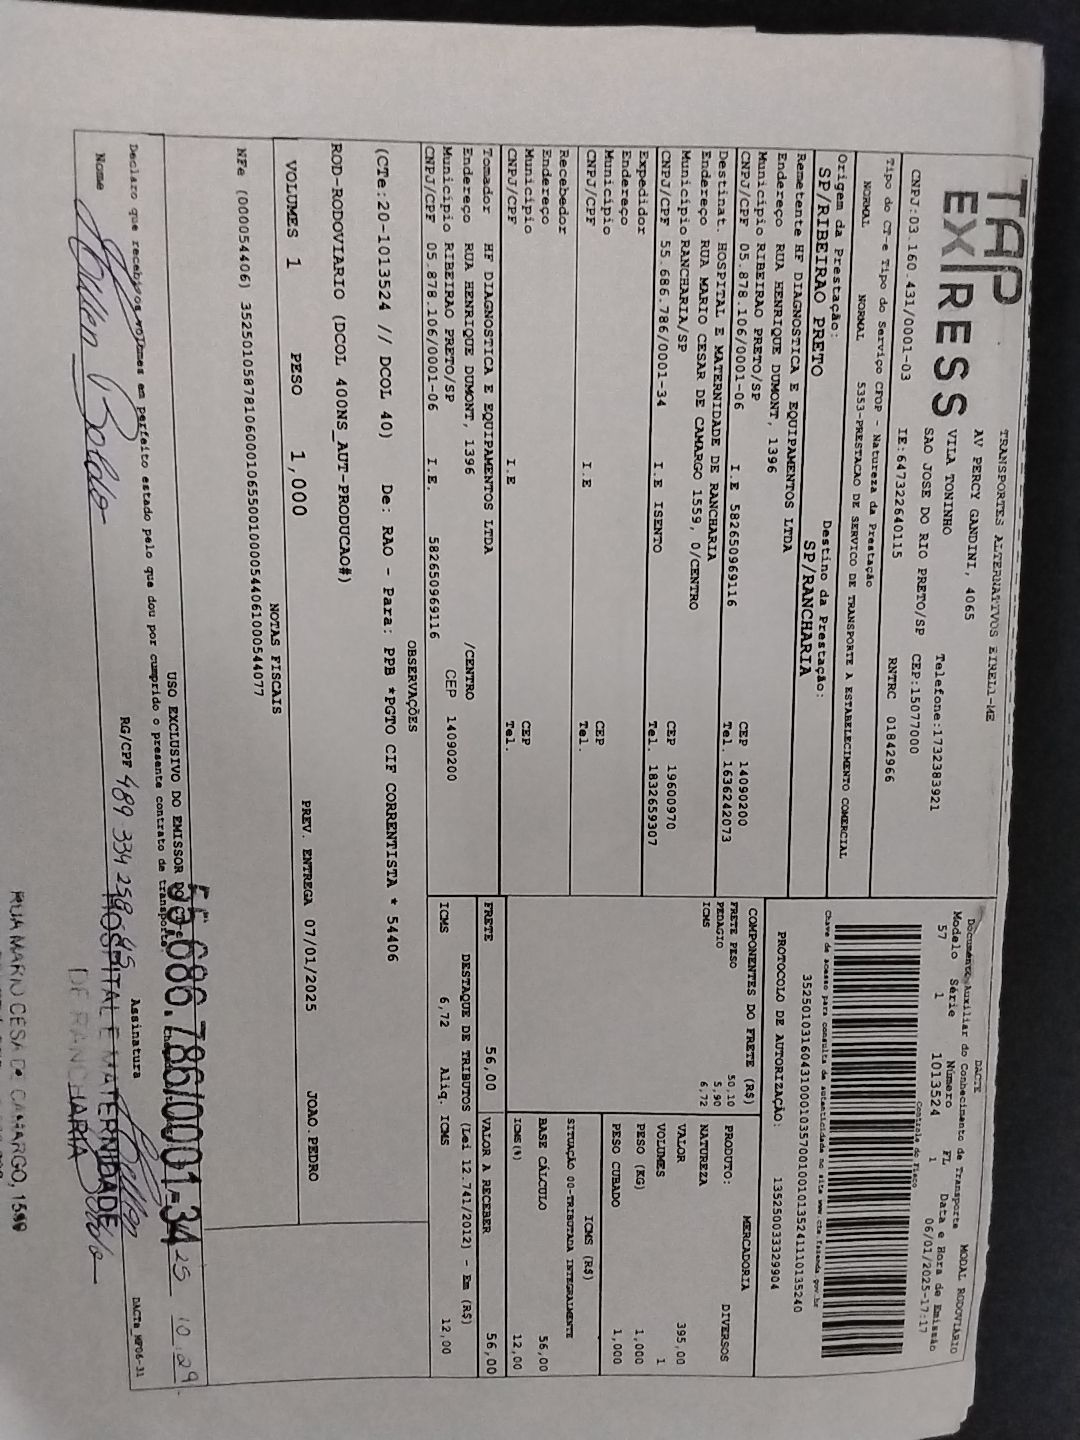 TAP
EXPRESS
TRANSPORTES ALTERNATIVOS EIRELI-ME
AV PERCY GANDINI, 4065
VILA TONINHO
SAO JOSE DO RIO PRETO/SP CEP:15077000
Telefone:1732383921
CNPJ:03.160.431/0001-03 IE:647322640115 RNTRC 01842966
DACTE MODAL RODOVIÁRIO
Documento Auxiliar do Conhecimento de Transporte
Modelo Série Número FL Data e Hora de Emissão
57 1 1013524 1 06/01/2025-17:17
Controle do Fisco
Chave de acesso para consulta de autenticidade no site www.cte.fazenda.gov.br
PROTOCOLO DE AUTORIZAÇÃO: 135250033329904
Tipo do CT-e Tipo do Serviço CFOP - Natureza da Prestação
NORMAL NORMAL 5353-PRESTACAO DE SERVICO DE TRANSPORTE A ESTABELECIMENTO COMERCIAL
Origem da Prestação: Destino da Prestação:
SP/RIBEIRAO PRETO SP/RANCHARIA
Remetente HF DIAGNOSTICA E EQUIPAMENTOS LTDA
Endereço RUA HENRIQUE DUMONT, 1396
Município RIBEIRAO PRETO/SP CEP 14090200
CNPJ/CPF 05.878.106/0001-06 I.E 582650969116 Tel. 1636242073
Destinat. HOSPITAL E MATERNIDADE DE RANCHARIA
Endereço RUA MARIO CESAR DE CAMARGO 1559, 0/CENTRO
Município RANCHARIA/SP CEP 19600970
CNPJ/CPF 55.686.786/0001-34 I.E ISENTO Tel. 1832659307
Expedidor
Endereço
Município CEP
CNPJ/CPF I.E Tel.
Recebedor
Endereço
Município CEP
CNPJ/CPF I.E Tel.
Tomador HF DIAGNOSTICA E EQUIPAMENTOS LTDA
Endereço RUA HENRIQUE DUMONT, 1396 /CENTRO
Município RIBEIRAO PRETO/SP CEP 14090200
CNPJ/CPF 05.878.106/0001-06 I.E. 582650969116
COMPONENTES DO FRETE (R$)
FRETE PESO 50,10
PEDAGIO 5,90
ICMS 6,72
MERCADORIA
PRODUTO: DIVERSOS
NATUREZA
VALOR 395,00
VOLUMES 1
PESO (KG) 1,000
PESO CUBADO 1,000
ICMS (R$)
SITUAÇÃO 00-TRIBUTADA INTEGRALMENTE
BASE CÁLCULO 56,00
ICMS(%) 12,00
FRETE 56,00 VALOR A RECEBER 56,00
DESTAQUE DE TRIBUTOS (Lei 12.741/2012) - Em (R$)
ICMS 6,72 Aliq. ICMS 12,00
OBSERVAÇÕES
(CTe:20-1013524 // DCOL 40) De: RAO - Para: PPB *PGTO CIF CORRENTISTA * 54406
ROD-RODOVIARIO (DCOL 400NS_AUT-PRODUCAO#)
VOLUMES 1 PESO 1,000 PREV. ENTREGA 07/01/2025 JOAO.PEDRO
NOTAS FISCAIS
NFe (000054406)
USO EXCLUSIVO DO EMISSOR
Declaro que recebi os volumes em perfeito estado pelo que dou por cumprido o presente contrato de transporte.
Nome RG/CPF 489 334 258 Assinatura
55.686.786/0001-34
25 10:29
HOSPITAL E MATERNIDADE
DE RANCHARIA
DACTe_MP06-31